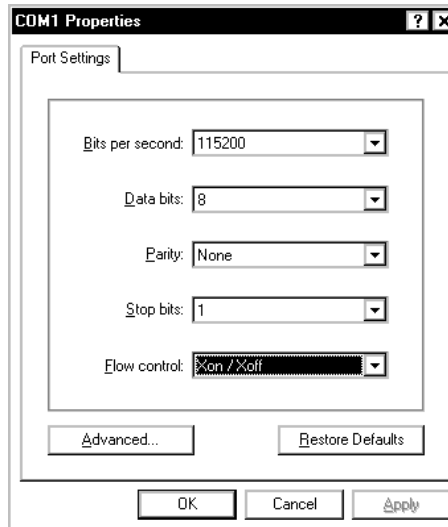 COM1 Properties
Port Settings
Bits per second: 115200
Data bits: 8
Parity: None
Stop bits: 1
Flow control: Xon / Xoff
Advanced... Restore Defaults
OK Cancel Apply